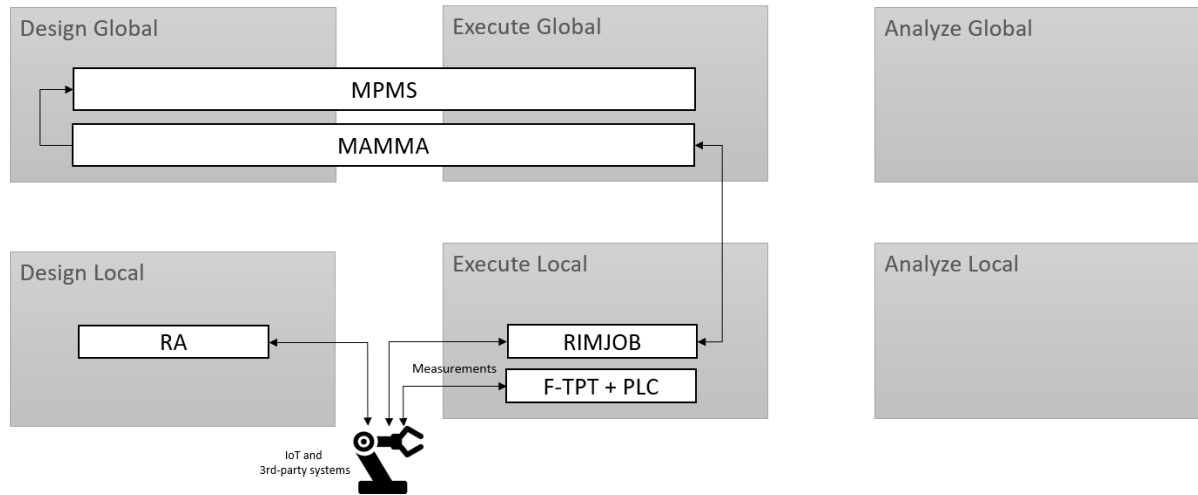 Design Global
Execute Global
Analyze Global
MPMS
MAMMA
Design Local
Execute Local
Analyze Local
RA
RIMJOB
Measurements
F-TPT + PLC
IoT and
3rd-party systems